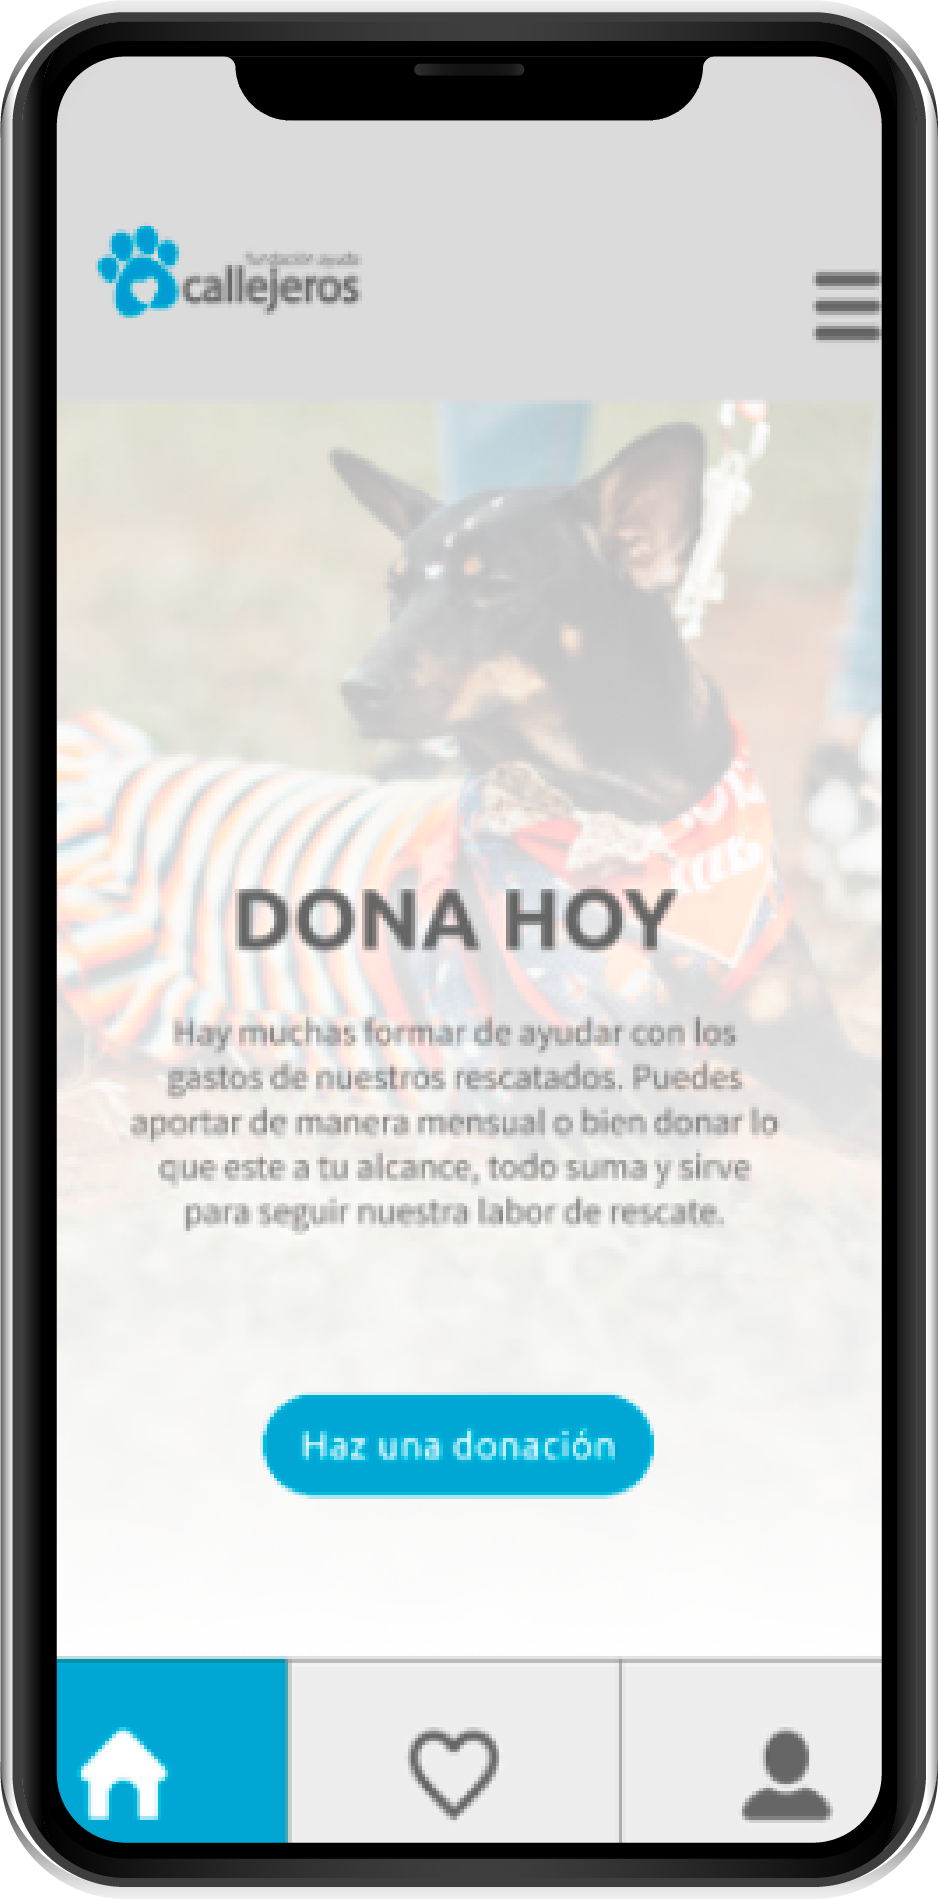 fundación ayuda
callejeros
DONA HOY
Hay muchas formar de ayudar con los
gastos de nuestros rescatados. Puedes
aportar de manera mensual o bien donar lo
que este a tu alcance, todo suma y sirve
para seguir nuestra labor de rescate.
Haz una donación